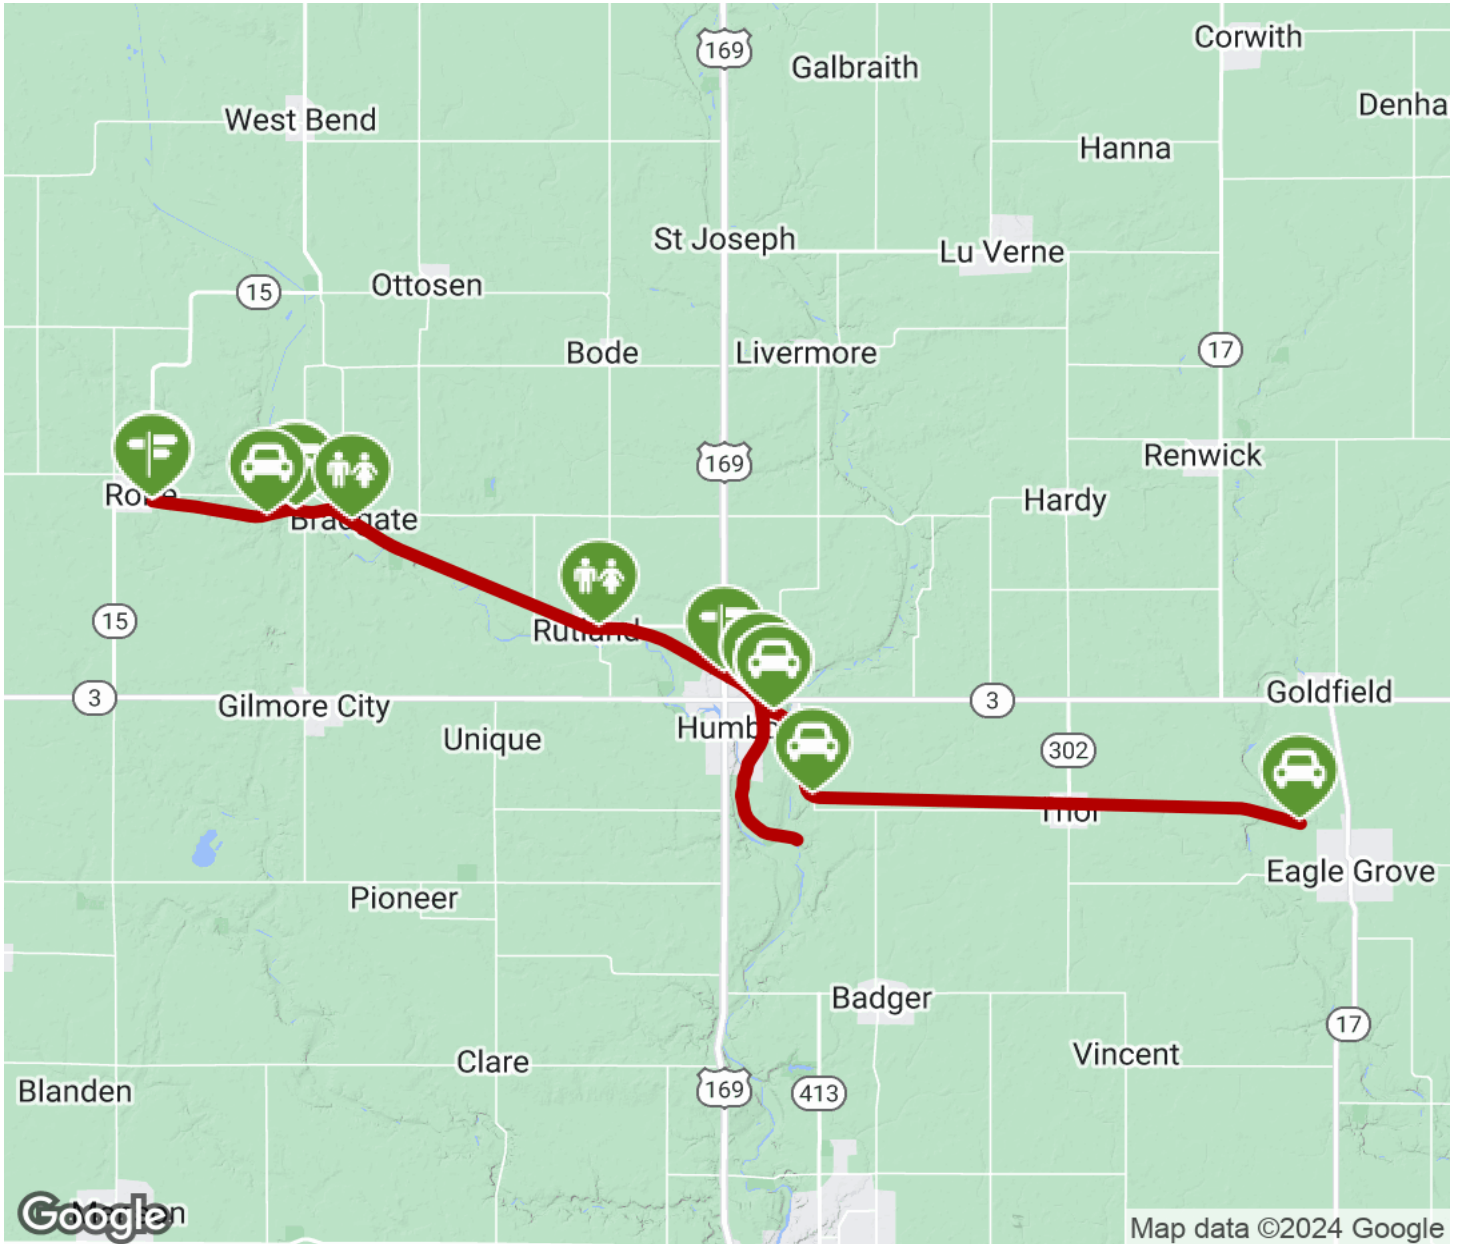 169
Corwith
Galbraith
Denha
West Bend
Hanna
St Joseph
Lu Verne
Ottosen
15
Bode
Livermore
17
169
Renwick
Hardy
Bradgate
15
Rutland
3
Gilmore City
3
Goldfield
Unique
302
Eagle Grove
Pioneer
Badger
17
Clare
Vincent
Blanden
169
413
Google
Map data ©2024 Google